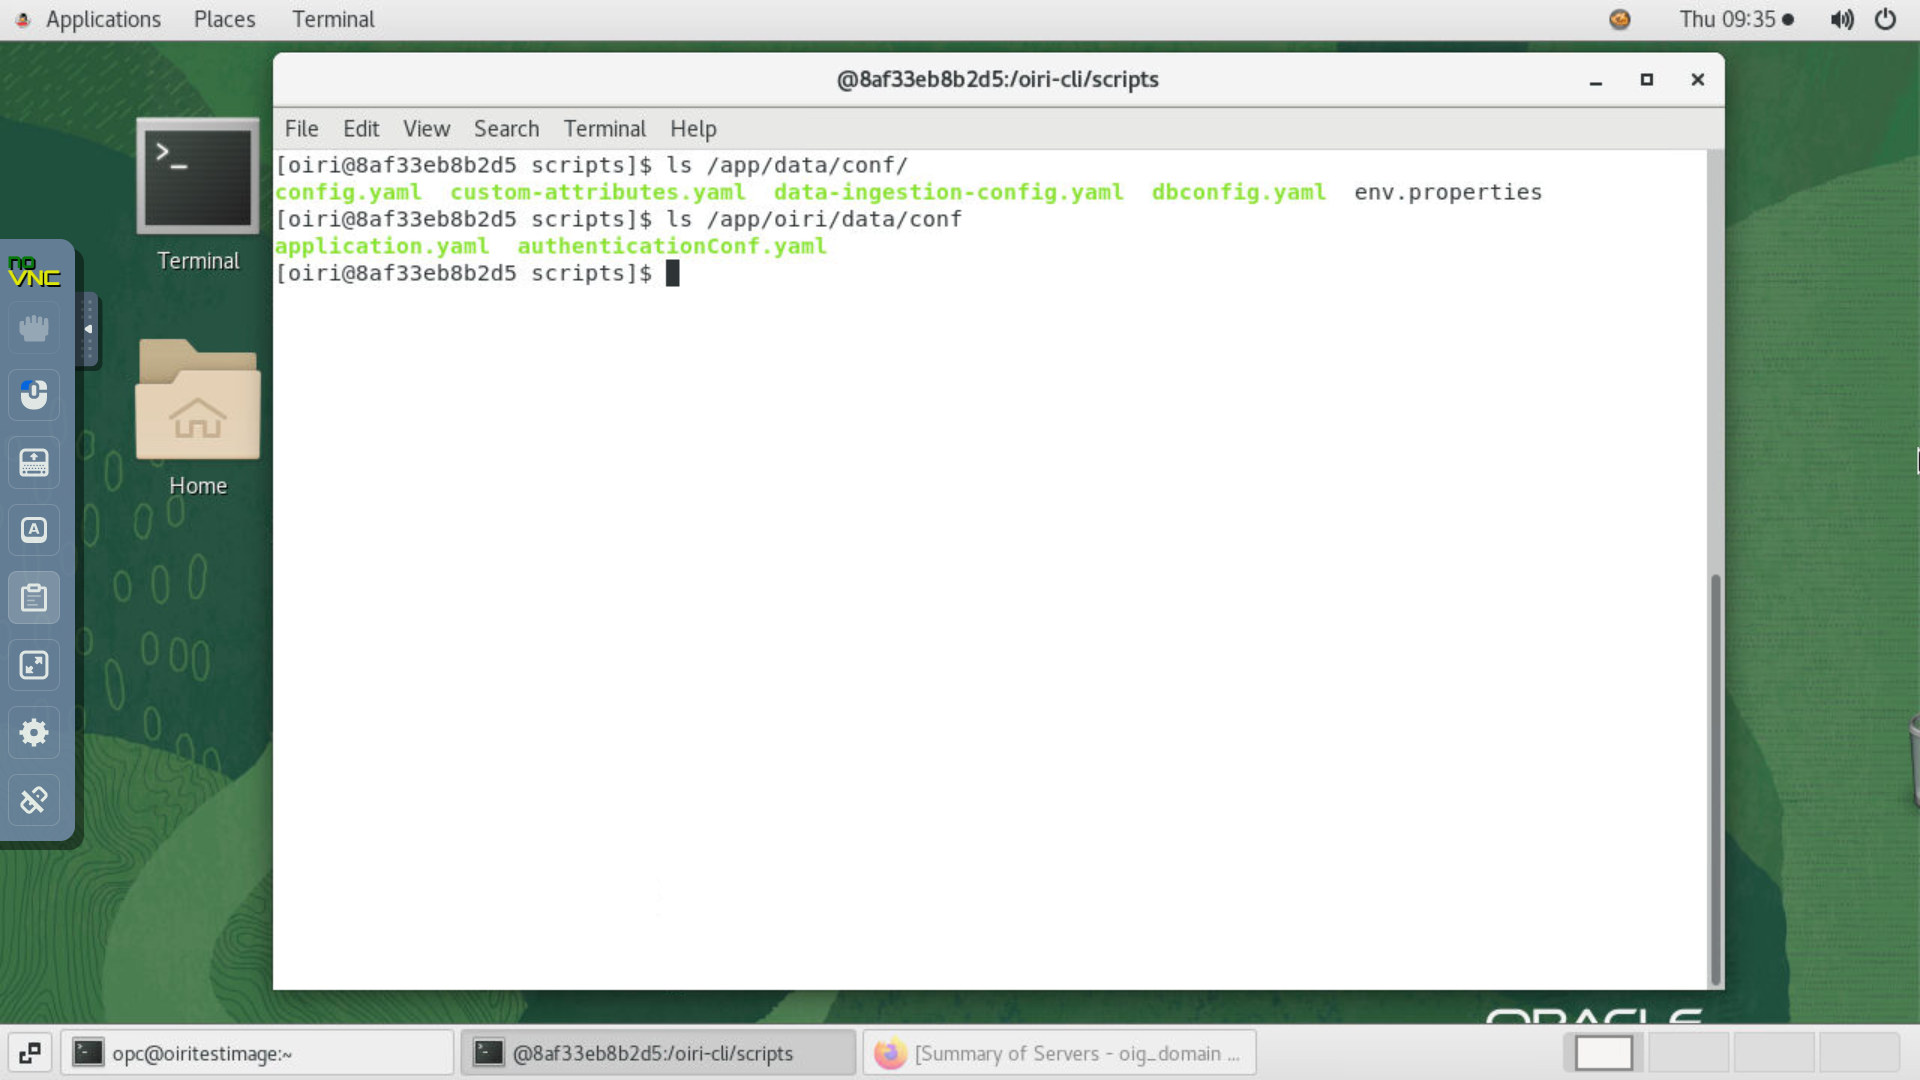 Applications Places Terminal Thu 09:35
@8af33eb8b2d5:/oiri-cli/scripts
File Edit View Search Terminal Help
[oiri@8af33eb8b2d5 scripts]$ ls /app/data/conf/
config.yaml custom-attributes.yaml data-ingestion-config.yaml dbconfig.yaml env.properties
[oiri@8af33eb8b2d5 scripts]$ ls /app/oiri/data/conf
application.yaml authenticationConf.yaml
[oiri@8af33eb8b2d5 scripts]$
>_
Terminal
no
VNC
A
Home
ORACLE
opc@oiritestimage:~ @8af33eb8b2d5:/oiri-cli/scripts [Summary of Servers - oig_domain ...